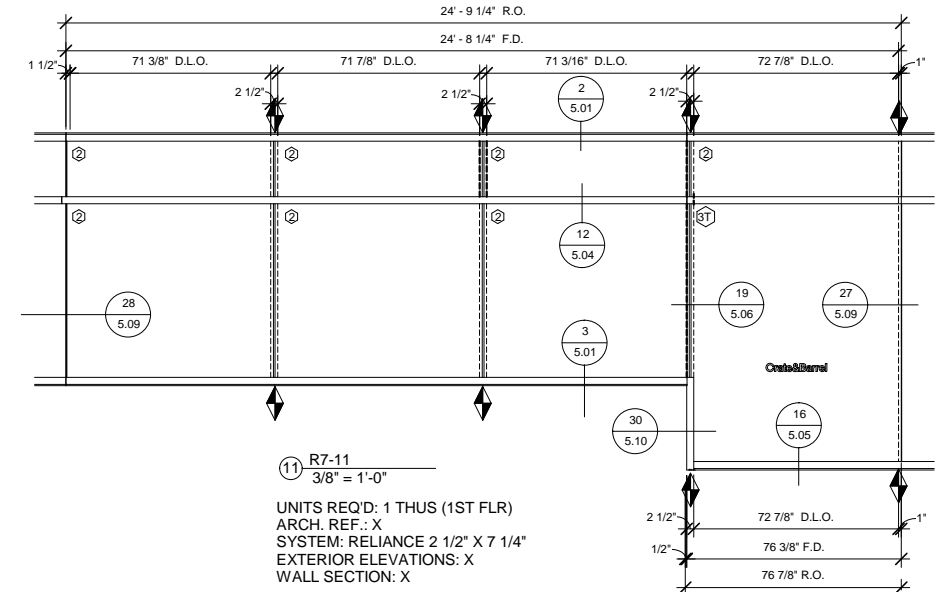 24' - 9 1/4" R.O.
24' - 8 1/4" F.D.
1 1/2" 71 3/8" D.L.O. 71 7/8" D.L.O. 71 3/16" D.L.O. 72 7/8" D.L.O. 1"
2 1/2" 2 1/2" 2 1/2"
2
5.01
2 2 2 2
2 2 2 3T
12
5.04
28
5.09
19
5.06
27
5.09
3
5.01
Crate&Barrel
30
5.10
16
5.05
11 R7-11
3/8" = 1'-0"
UNITS REQ'D: 1 THUS (1ST FLR)
ARCH. REF.: X
SYSTEM: RELIANCE 2 1/2" X 7 1/4"
EXTERIOR ELEVATIONS: X
WALL SECTION: X
2 1/2" 72 7/8" D.L.O. 1"
1/2" 76 3/8" F.D.
76 7/8" R.O.